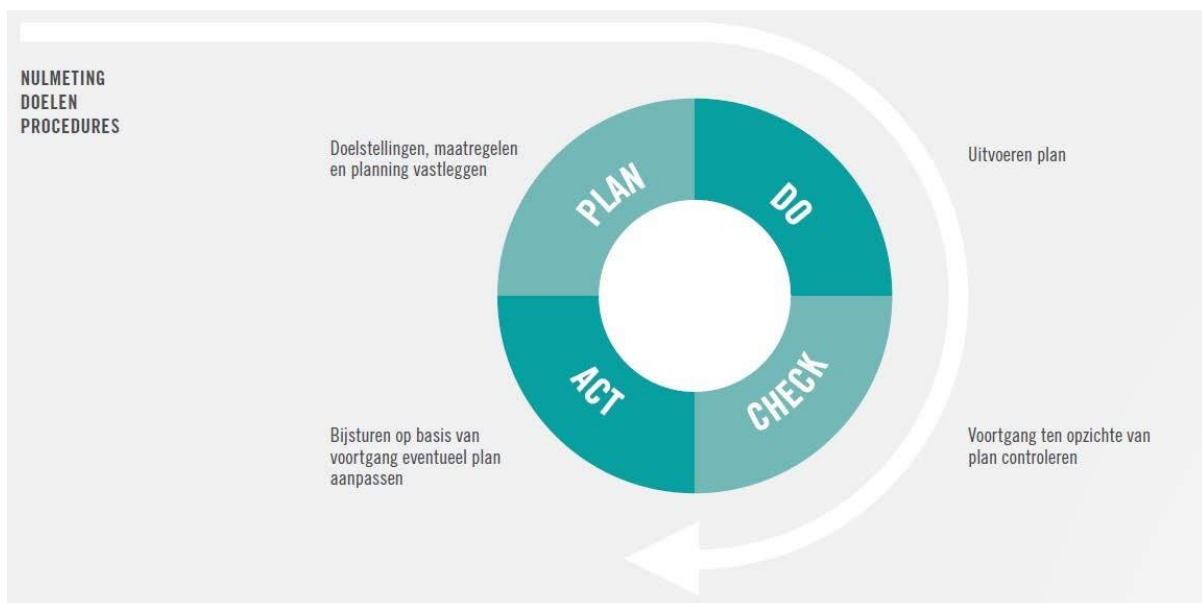 NULMETING
DOELEN
PROCEDURES
Doelstellingen, maatregelen
en planning vastleggen
PLAN
DO
Uitvoeren plan
ACT
CHECK
Bijsturen op basis van
voortgang eventueel plan
aanpassen
Voortgang ten opzichte van
plan controleren